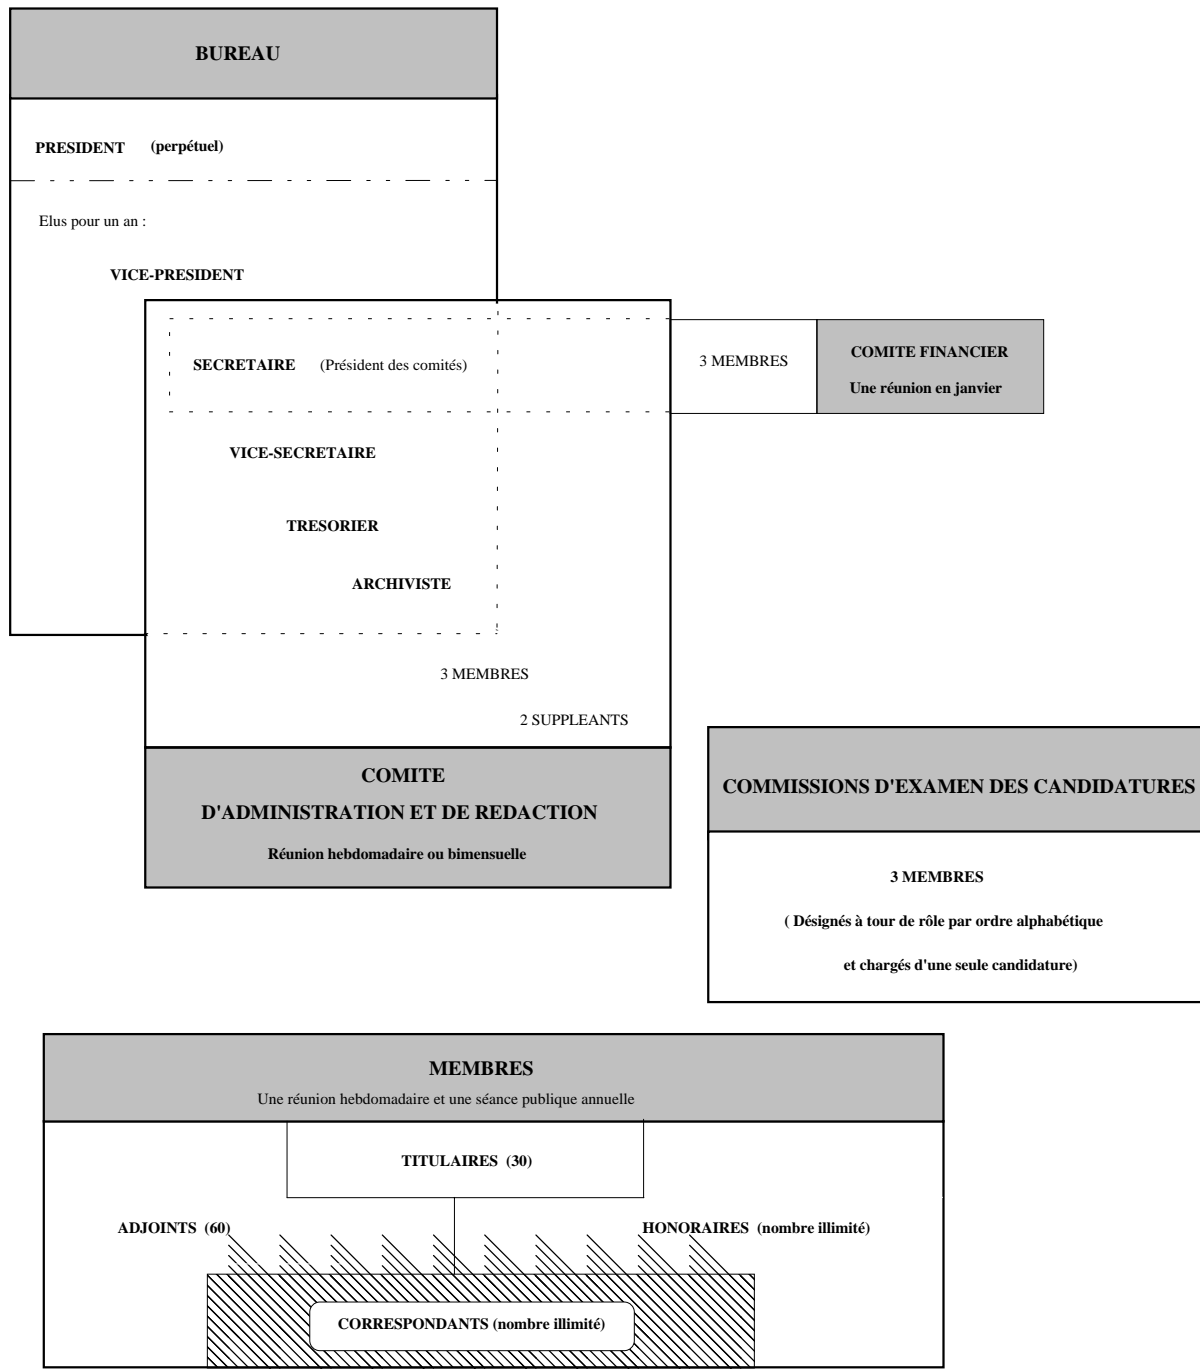 BUREAU
PRESIDENT (perpétuel)
Elus pour un an :
VICE-PRESIDENT
SECRETAIRE (Président des comités)
3 MEMBRES
COMITE FINANCIER
Une réunion en janvier
VICE-SECRETAIRE
TRESORIER
ARCHIVISTE
3 MEMBRES
2 SUPPLEANTS
COMITE
D'ADMINISTRATION ET DE REDACTION
Réunion hebdomadaire ou bimensuelle
COMMISSIONS D'EXAMEN DES CANDIDATURES
3 MEMBRES
( Désignés à tour de rôle par ordre alphabétique
et chargés d'une seule candidature)
MEMBRES
Une réunion hebdomadaire et une séance publique annuelle
TITULAIRES (30)
ADJOINTS (60)
HONORAIRES (nombre illimité)
CORRESPONDANTS (nombre illimité)